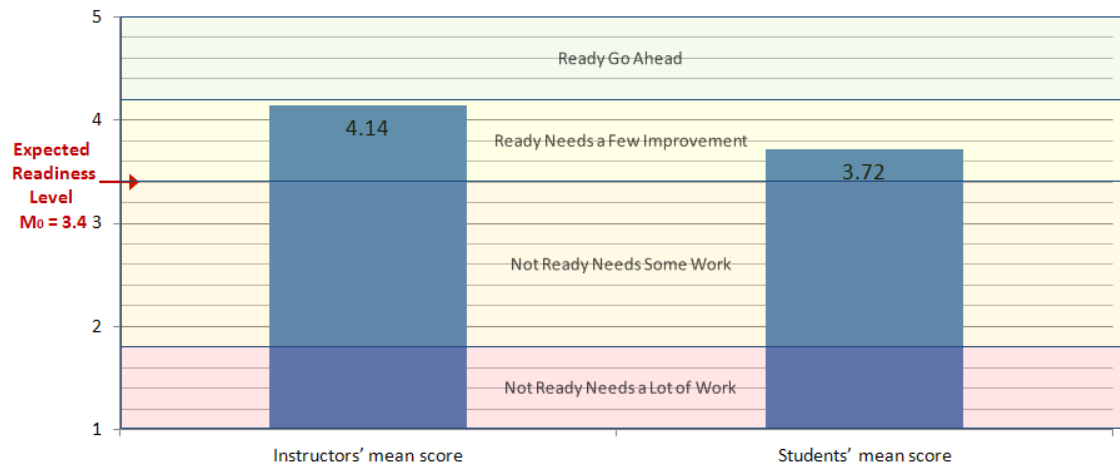 5
Ready Go Ahead
4
4.14
Ready Needs a Few Improvement
Expected
Readiness
Level
M₀ = 3.4
3.72
3
Not Ready Needs Some Work
2
Not Ready Needs a Lot of Work
1
Instructors’ mean score
Students’ mean score